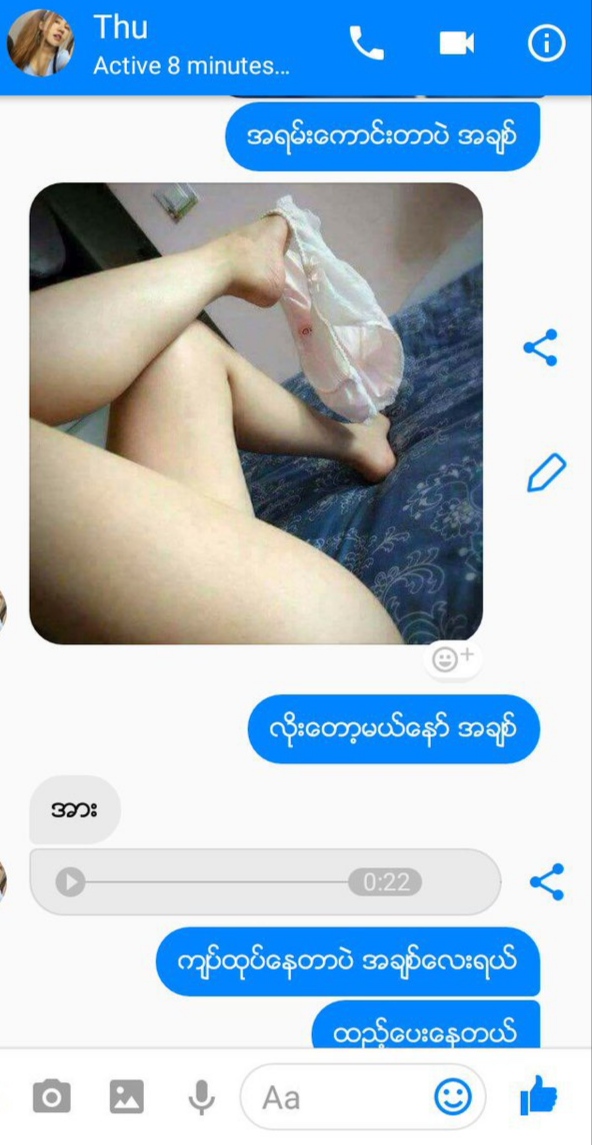 Thu
Active 8 minutes...
အရမ်းကောင်းတာပဲ အချစ်
လိုးတော့မယ်နော် အချစ်
အား
0:22
ကျပ်ထုပ်နေတာပဲ အချစ်လေးရယ်
ထည့်ပေးနေတယ်
Aa